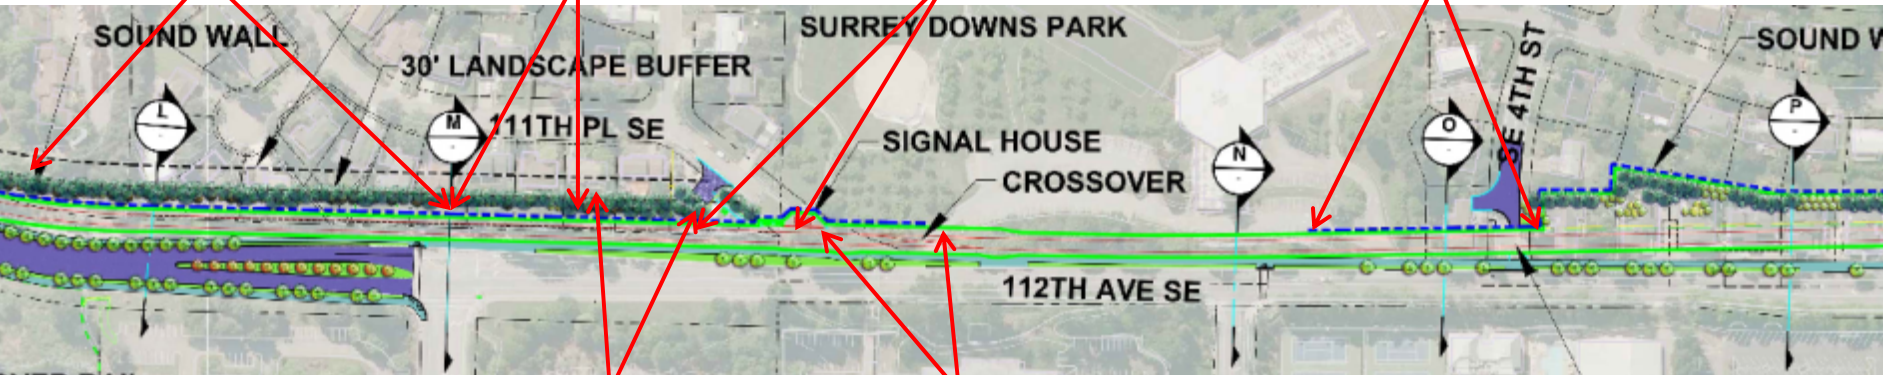 SURREY DOWNS PARK
SOUND WALL
SOUND W
30' LANDSCAPE BUFFER
SE 4TH ST
L
M
111TH PL SE
SIGNAL HOUSE
N
O
P
CROSSOVER
112TH AVE SE